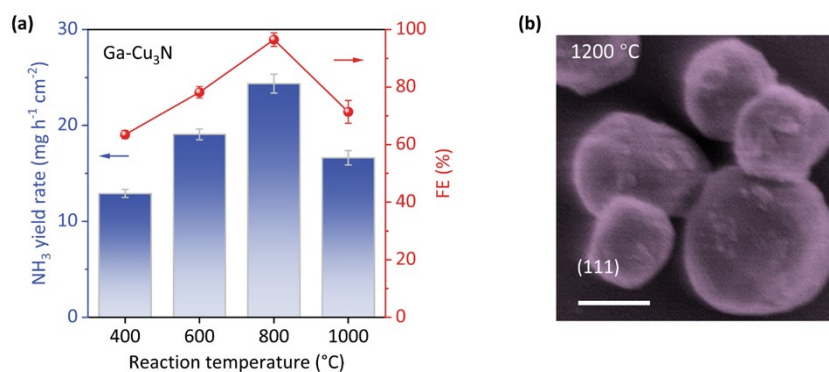 (a)
Ga-Cu₃N
NH₃ yield rate (mg h⁻¹ cm⁻²)
30
20
10
0
400
600
800
1000
Reaction temperature (°C)
100
80
60
40
20
0
FE (%)
(b)
1200 °C
(111)